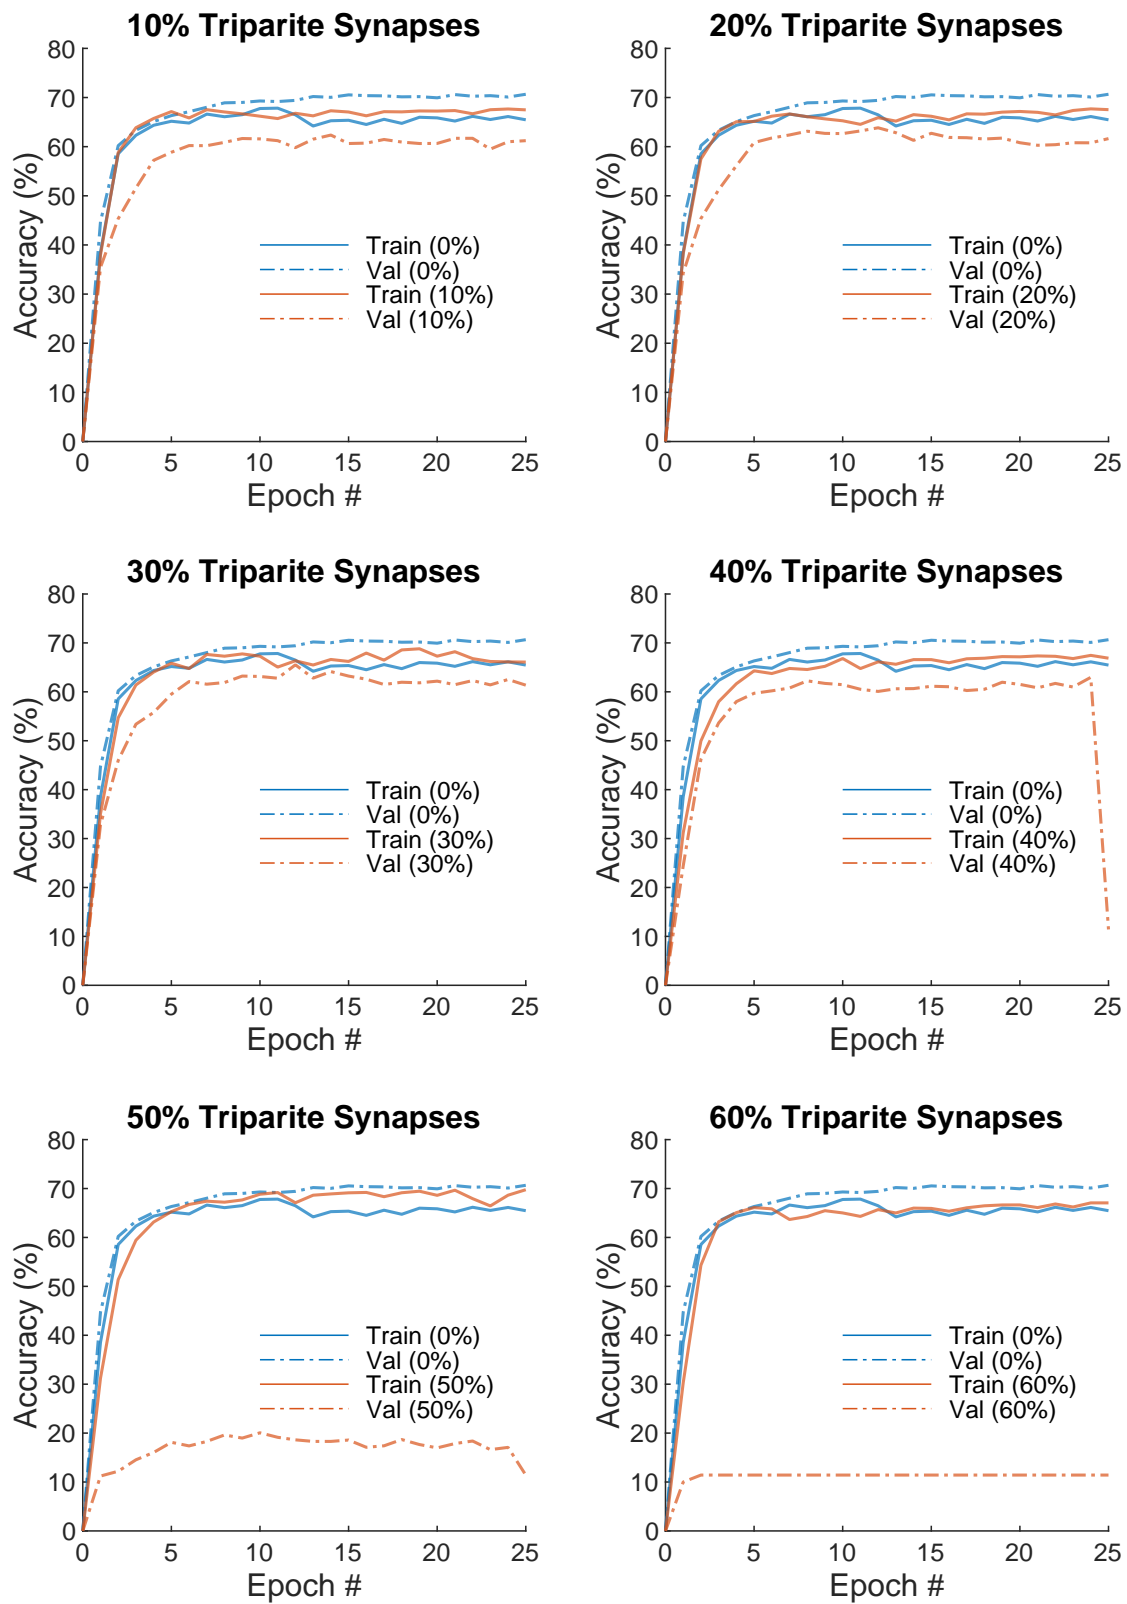 10% Triparite Synapses
Accuracy (%)
80
70
60
50
40
30
20
10
0
Train (0%)
Val (0%)
Train (10%)
Val (10%)
0 5 10 15 20 25
Epoch #
20% Triparite Synapses
Accuracy (%)
80
70
60
50
40
30
20
10
0
Train (0%)
Val (0%)
Train (20%)
Val (20%)
0 5 10 15 20 25
Epoch #
30% Triparite Synapses
Accuracy (%)
80
70
60
50
40
30
20
10
0
Train (0%)
Val (0%)
Train (30%)
Val (30%)
0 5 10 15 20 25
Epoch #
40% Triparite Synapses
Accuracy (%)
80
70
60
50
40
30
20
10
0
Train (0%)
Val (0%)
Train (40%)
Val (40%)
0 5 10 15 20 25
Epoch #
50% Triparite Synapses
Accuracy (%)
80
70
60
50
40
30
20
10
0
Train (0%)
Val (0%)
Train (50%)
Val (50%)
0 5 10 15 20 25
Epoch #
60% Triparite Synapses
Accuracy (%)
80
70
60
50
40
30
20
10
0
Train (0%)
Val (0%)
Train (60%)
Val (60%)
0 5 10 15 20 25
Epoch #